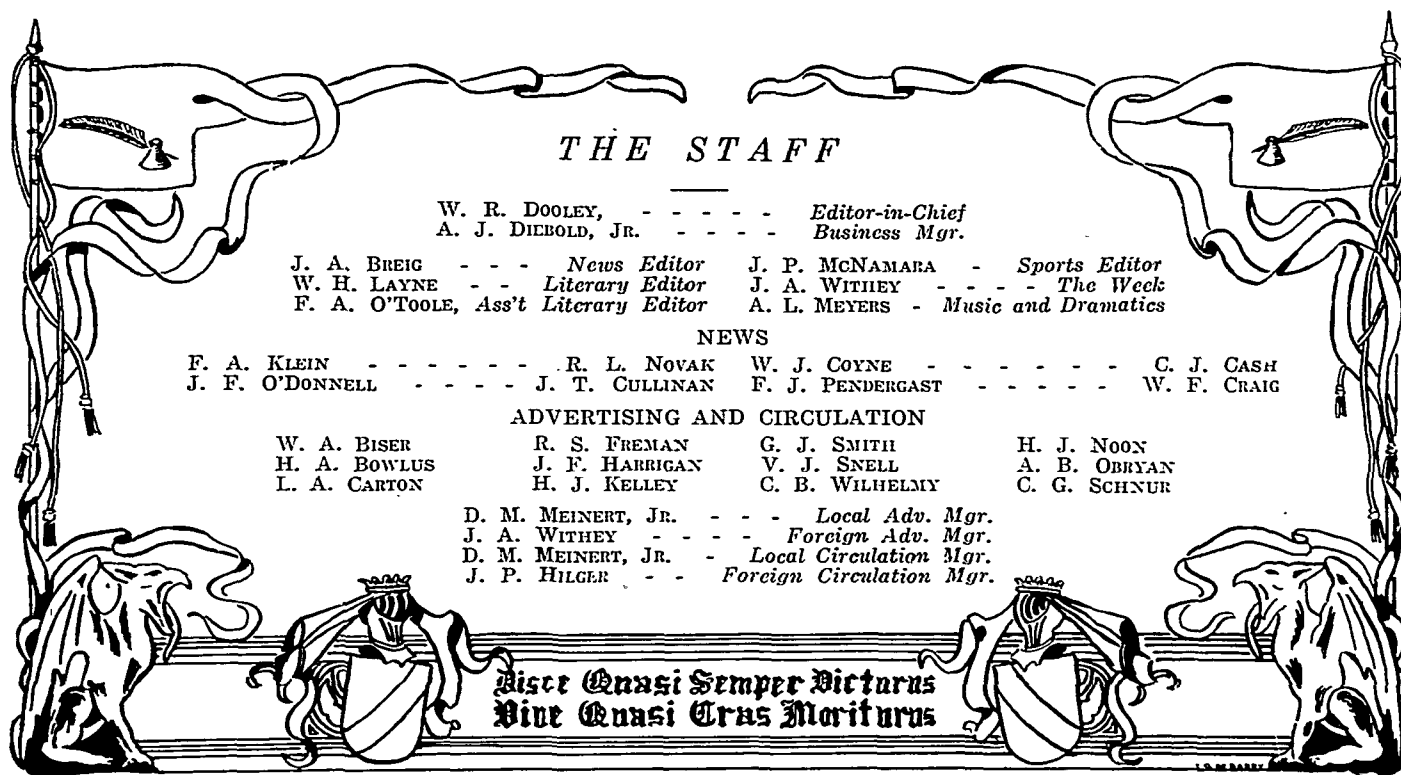 THE STAFF
W. R. DOOLEY, - - - - - Editor-in-Chief
A. J. DIEBOLD, JR. - - - - Business Mgr.
J. A. BREIG - - - News Editor J. P. MCNAMARA - Sports Editor
W. H. LAYNE - - Literary Editor J. A. WITHEY - - - - The Week
F. A. O'TOOLE, Ass't Literary Editor A. L. MEYERS - Music and Dramatics
NEWS
F. A. KLEIN - - - - - - R. L. NOVAK W. J. COYNE - - - - - - C. J. CASH
J. F. O'DONNELL - - - - J. T. CULLINAN F. J. PENDERGAST - - - - - W. F. CRAIG
ADVERTISING AND CIRCULATION
W. A. BISER R. S. FREMAN G. J. SMITH H. J. NOON
H. A. BOWLUS J. F. HARRIGAN V. J. SNELL A. B. OBRYAN
L. A. CARTON H. J. KELLEY C. B. WILHELMY C. G. SCHNUR
D. M. MEINERT, JR. - - - Local Adv. Mgr.
J. A. WITHEY - - - - Foreign Adv. Mgr.
D. M. MEINERT, JR. - Local Circulation Mgr.
J. P. HILGER - - Foreign Circulation Mgr.
Disce Quasi Semper Victurus
Vive Quasi Cras Moriturus